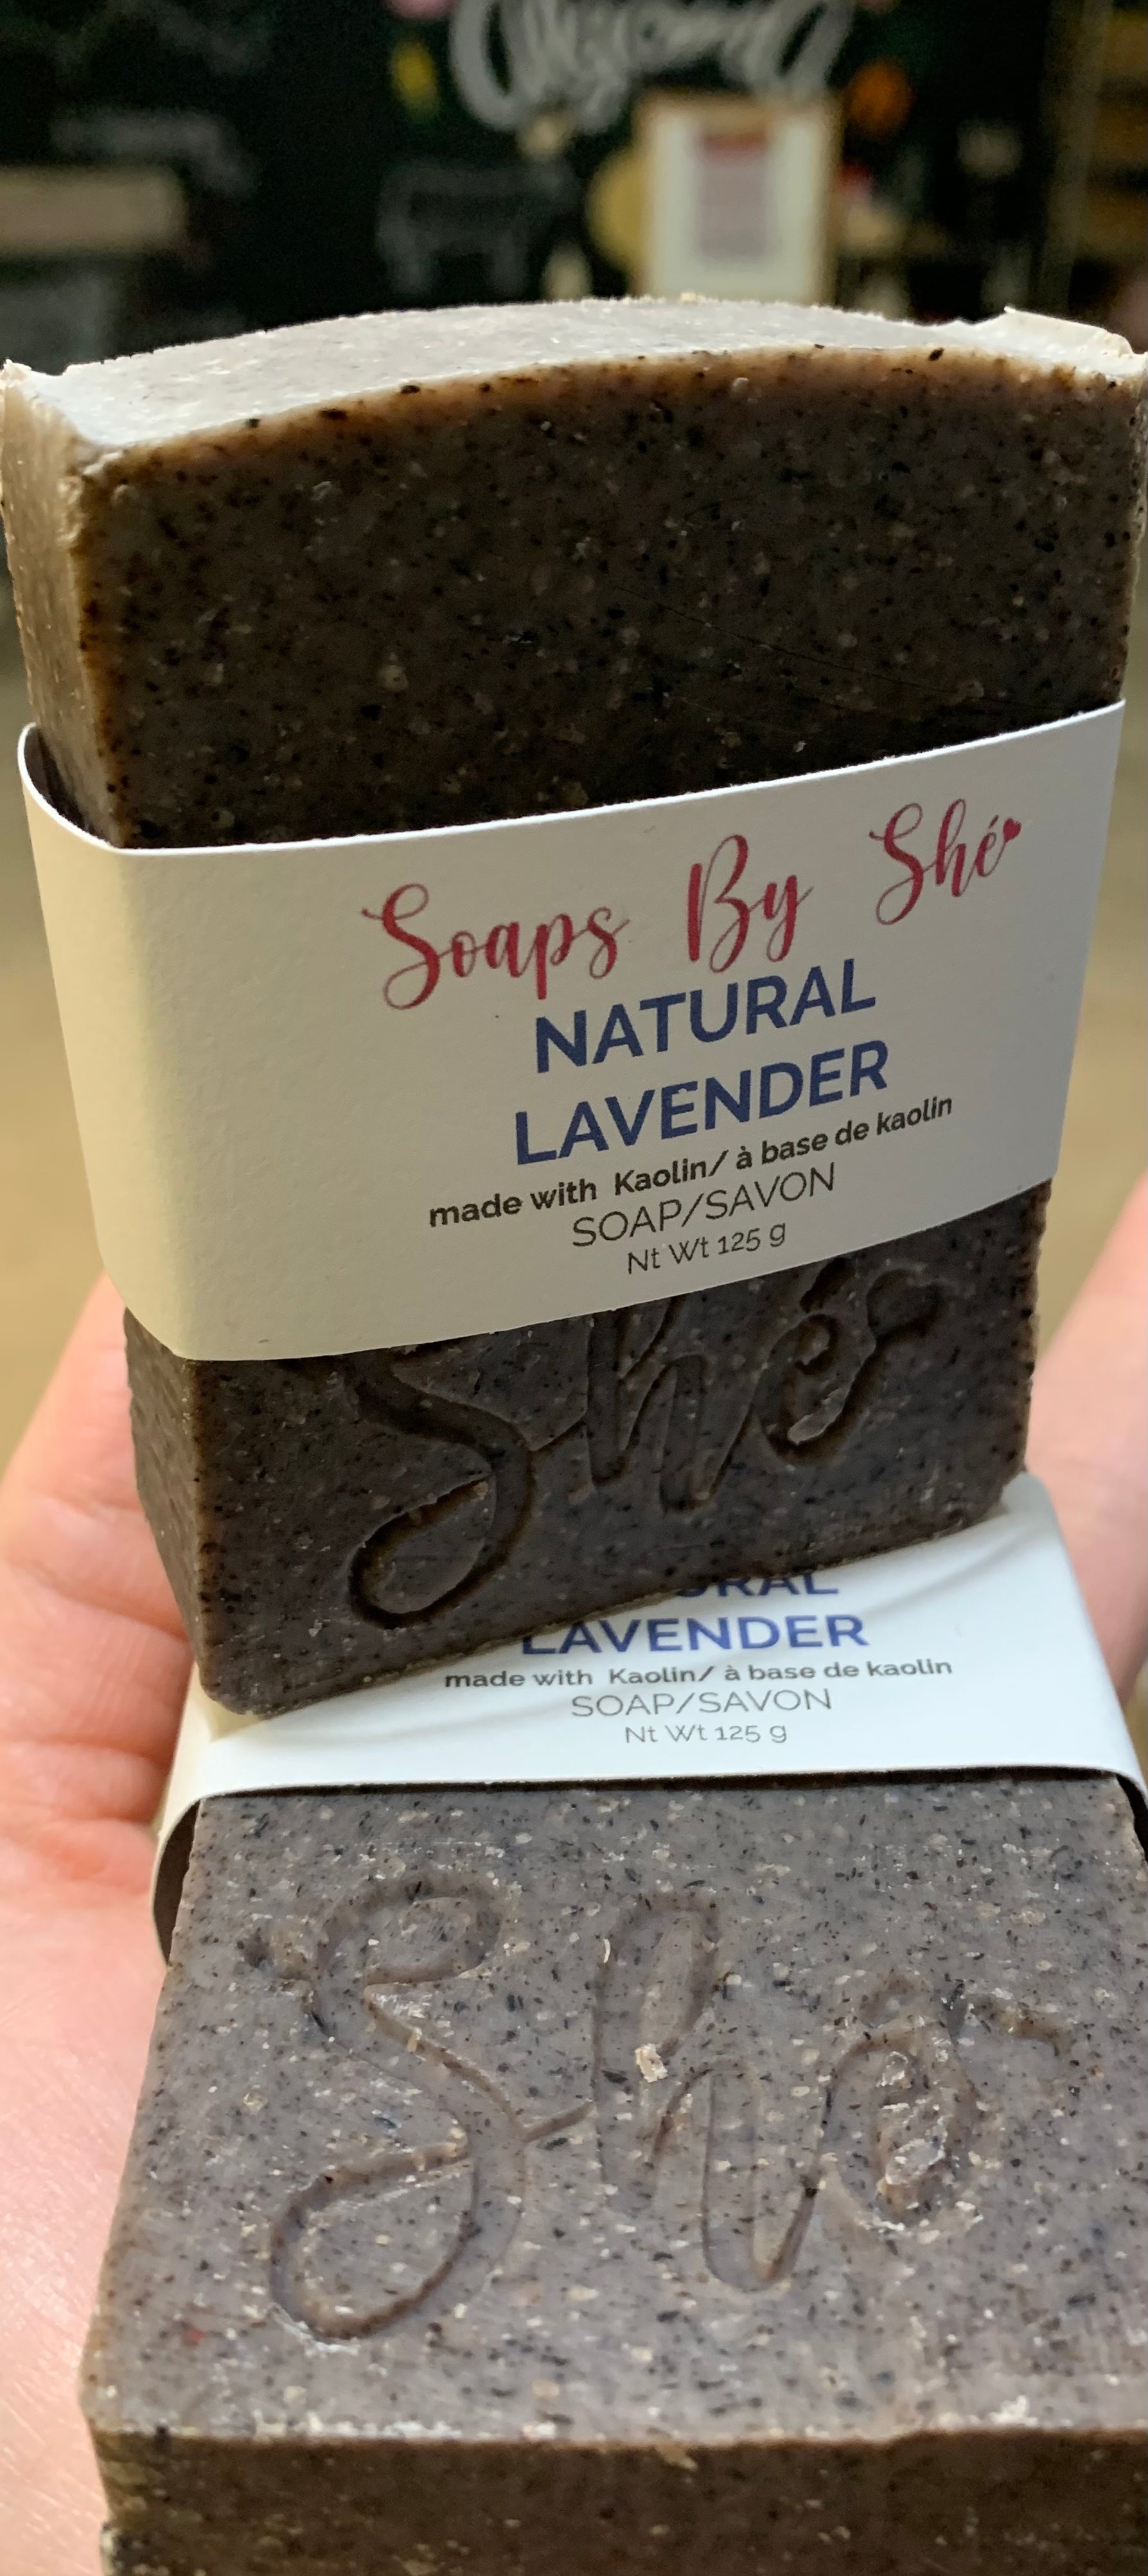 Soaps By Shé
NATURAL
LAVENDER
made with Kaolin/ à base de kaolin
SOAP/SAVON
Nt Wt 125 g
Shé
LAVENDER
made with Kaolin/ à base de kaolin
SOAP/SAVON
Nt Wt 125 g
Shé